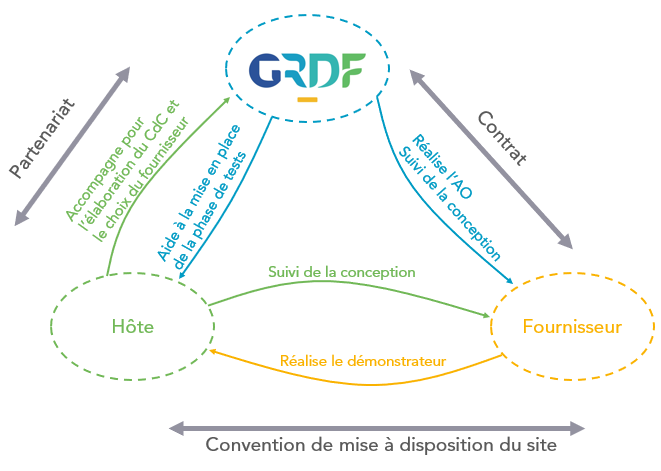 GRDF
Partenariat
Accompagne pour
l'élaboration du CdC et
le choix du fournisseur
Aide à la mise en place
de la phase de tests
Réalise l'AO
Suivi de la conception
Contrat
Suivi de la conception
Hôte
Fournisseur
Réalise le démonstrateur
Convention de mise à disposition du site